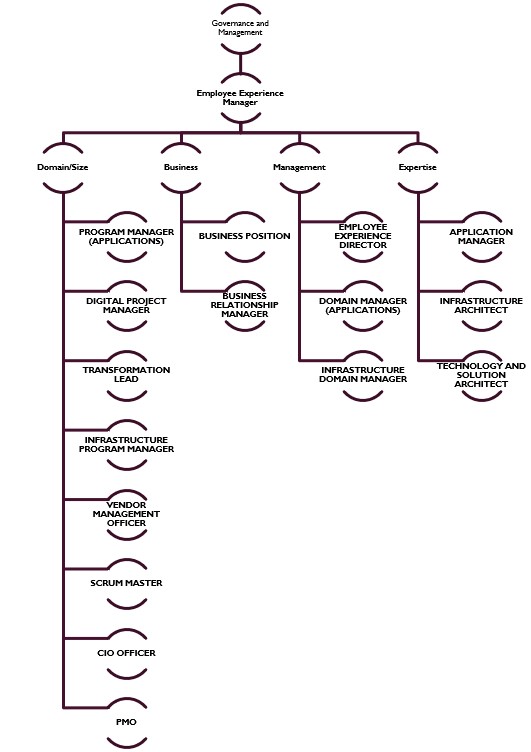 Governance and
Management
Employee Experience
Manager
Domain/Size
Business
Management
Expertise
PROGRAM MANAGER
(APPLICATIONS)
DIGITAL PROJECT
MANAGER
TRANSFORMATION
LEAD
INFRASTRUCTURE
PROGRAM MANAGER
VENDOR
MANAGEMENT
OFFICER
SCRUM MASTER
CIO OFFICER
PMO
BUSINESS POSITION
BUSINESS
RELATIONSHIP
MANAGER
EMPLOYEE
EXPERIENCE
DIRECTOR
DOMAIN MANAGER
(APPLICATIONS)
INFRASTRUCTURE
DOMAIN MANAGER
APPLICATION
MANAGER
INFRASTRUCTURE
ARCHITECT
TECHNOLOGY AND
SOLUTION
ARCHITECT